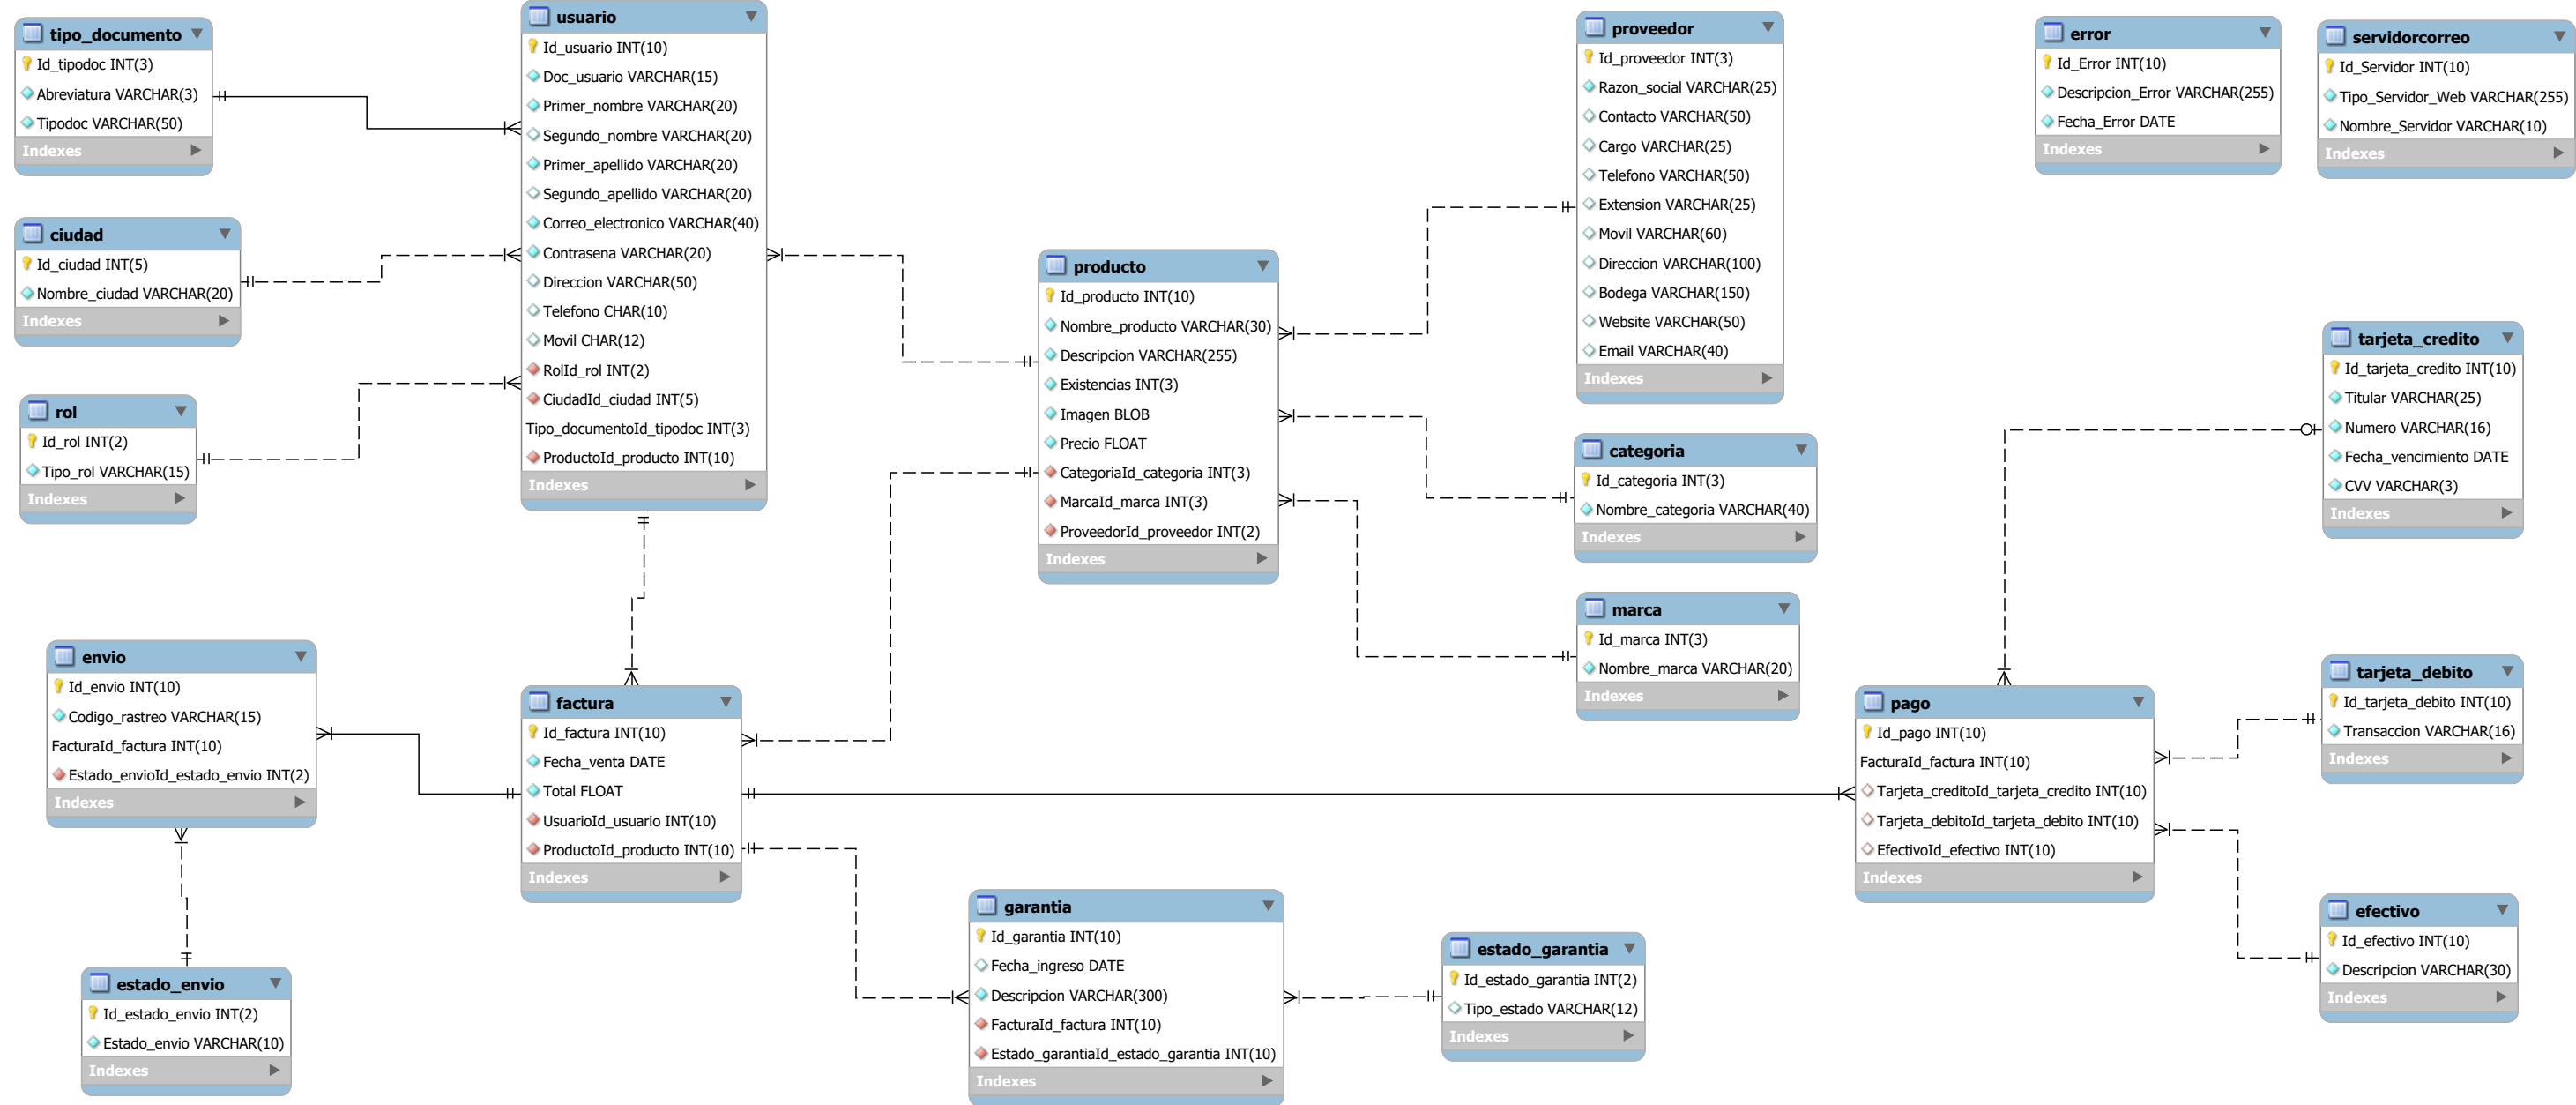 tipo_documento
Id_tipodoc INT(3)
Abreviatura VARCHAR(3)
Tipodoc VARCHAR(50)
Indexes
ciudad
Id_ciudad INT(5)
Nombre_ciudad VARCHAR(20)
Indexes
rol
Id_rol INT(2)
Tipo_rol VARCHAR(15)
Indexes
usuario
Id_usuario INT(10)
Doc_usuario VARCHAR(15)
Primer_nombre VARCHAR(20)
Segundo_nombre VARCHAR(20)
Primer_apellido VARCHAR(20)
Segundo_apellido VARCHAR(20)
Correo_electronico VARCHAR(40)
Contrasena VARCHAR(20)
Direccion VARCHAR(50)
Telefono CHAR(10)
Movil CHAR(12)
RolId_rol INT(2)
CiudadId_ciudad INT(5)
Tipo_documentoId_tipodoc INT(3)
ProductoId_producto INT(10)
Indexes
producto
Id_producto INT(10)
Nombre_producto VARCHAR(30)
Descripcion VARCHAR(255)
Existencias INT(3)
Imagen BLOB
Precio FLOAT
CategoriaId_categoria INT(3)
MarcaId_marca INT(3)
ProveedorId_proveedor INT(2)
Indexes
proveedor
Id_proveedor INT(3)
Razon_social VARCHAR(25)
Contacto VARCHAR(50)
Cargo VARCHAR(25)
Telefono VARCHAR(50)
Extension VARCHAR(25)
Movil VARCHAR(60)
Direccion VARCHAR(100)
Bodega VARCHAR(150)
Website VARCHAR(50)
Email VARCHAR(40)
Indexes
categoria
Id_categoria INT(3)
Nombre_categoria VARCHAR(40)
Indexes
marca
Id_marca INT(3)
Nombre_marca VARCHAR(20)
Indexes
error
Id_Error INT(10)
Descripcion_Error VARCHAR(255)
Fecha_Error DATE
Indexes
servidorcorreo
Id_Servidor INT(10)
Tipo_Servidor_Web VARCHAR(255)
Nombre_Servidor VARCHAR(10)
Indexes
tarjeta_credito
Id_tarjeta_credito INT(10)
Titular VARCHAR(25)
Numero VARCHAR(16)
Fecha_vencimiento DATE
CVV VARCHAR(3)
Indexes
envio
Id_envio INT(10)
Codigo_rastreo VARCHAR(15)
FacturaId_factura INT(10)
Estado_envioId_estado_envio INT(2)
Indexes
estado_envio
Id_estado_envio INT(2)
Estado_envio VARCHAR(10)
Indexes
factura
Id_factura INT(10)
Fecha_venta DATE
Total FLOAT
UsuarioId_usuario INT(10)
ProductoId_producto INT(10)
Indexes
garantia
Id_garantia INT(10)
Fecha_ingreso DATE
Descripcion VARCHAR(300)
FacturaId_factura INT(10)
Estado_garantiaId_estado_garantia INT(10)
Indexes
estado_garantia
Id_estado_garantia INT(2)
Tipo_estado VARCHAR(12)
Indexes
pago
Id_pago INT(10)
FacturaId_factura INT(10)
Tarjeta_creditoId_tarjeta_credito INT(10)
Tarjeta_debitoId_tarjeta_debito INT(10)
EfectivoId_efectivo INT(10)
Indexes
tarjeta_debito
Id_tarjeta_debito INT(10)
Transaccion VARCHAR(16)
Indexes
efectivo
Id_efectivo INT(10)
Descripcion VARCHAR(30)
Indexes